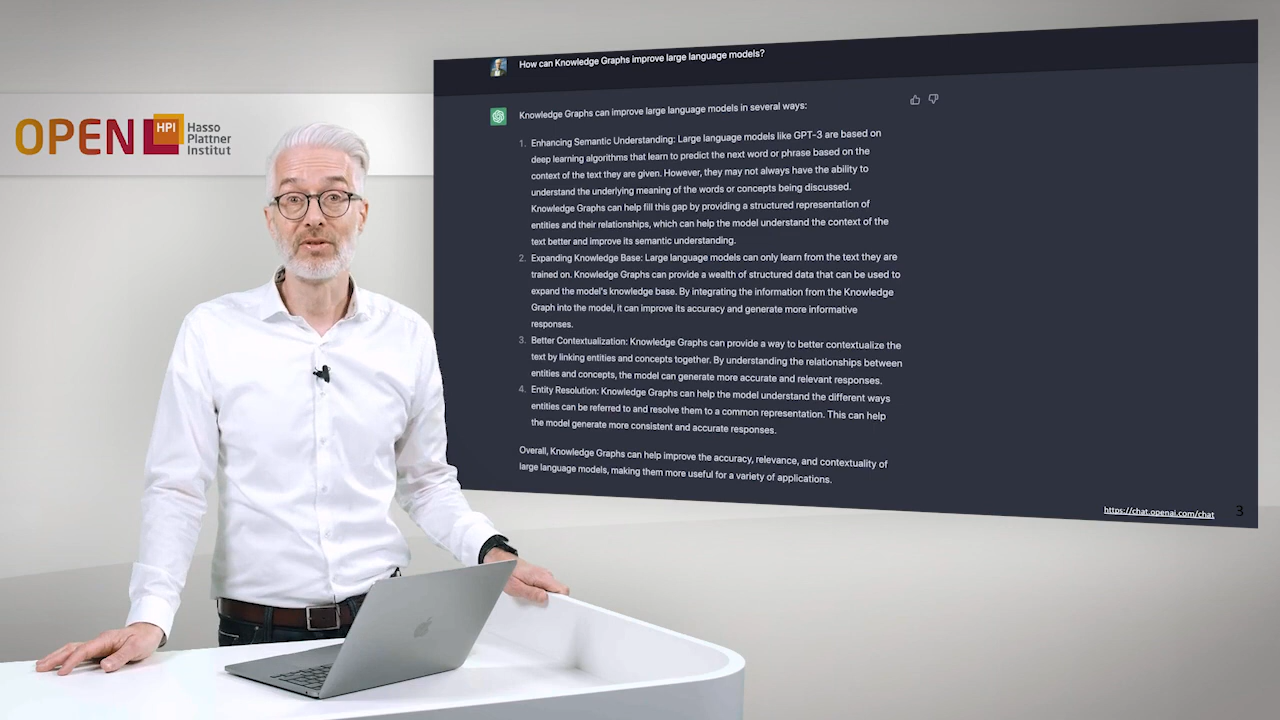 OPEN HPI Hasso
Plattner
Institut
How can Knowledge Graphs improve large language models?
Knowledge Graphs can improve large language models in several ways:
1. Enhancing Semantic Understanding: Large language models like GPT-3 are based on
deep learning algorithms that learn to predict the next word or phrase based on the
context of the text they are given. However, they may not always have the ability to
understand the underlying meaning of the words or concepts being discussed.
Knowledge Graphs can help fill this gap by providing a structured representation of
entities and their relationships, which can help the model understand the context of the
text better and improve its semantic understanding.
2. Expanding Knowledge Base: Large language models can only learn from the text they are
trained on. Knowledge Graphs can provide a wealth of structured data that can be used to
expand the model's knowledge base. By integrating the information from the Knowledge
Graph into the model, it can improve its accuracy and generate more informative
responses.
3. Better Contextualization: Knowledge Graphs can provide a way to better contextualize the
text by linking entities and concepts together. By understanding the relationships between
entities and concepts, the model can generate more accurate and relevant responses.
4. Entity Resolution: Knowledge Graphs can help the model understand the different ways
entities can be referred to and resolve them to a common representation. This can help
the model generate more consistent and accurate responses.
Overall, Knowledge Graphs can help improve the accuracy, relevance, and contextuality of
large language models, making them more useful for a variety of applications.
https://chat.openai.com/chat 3